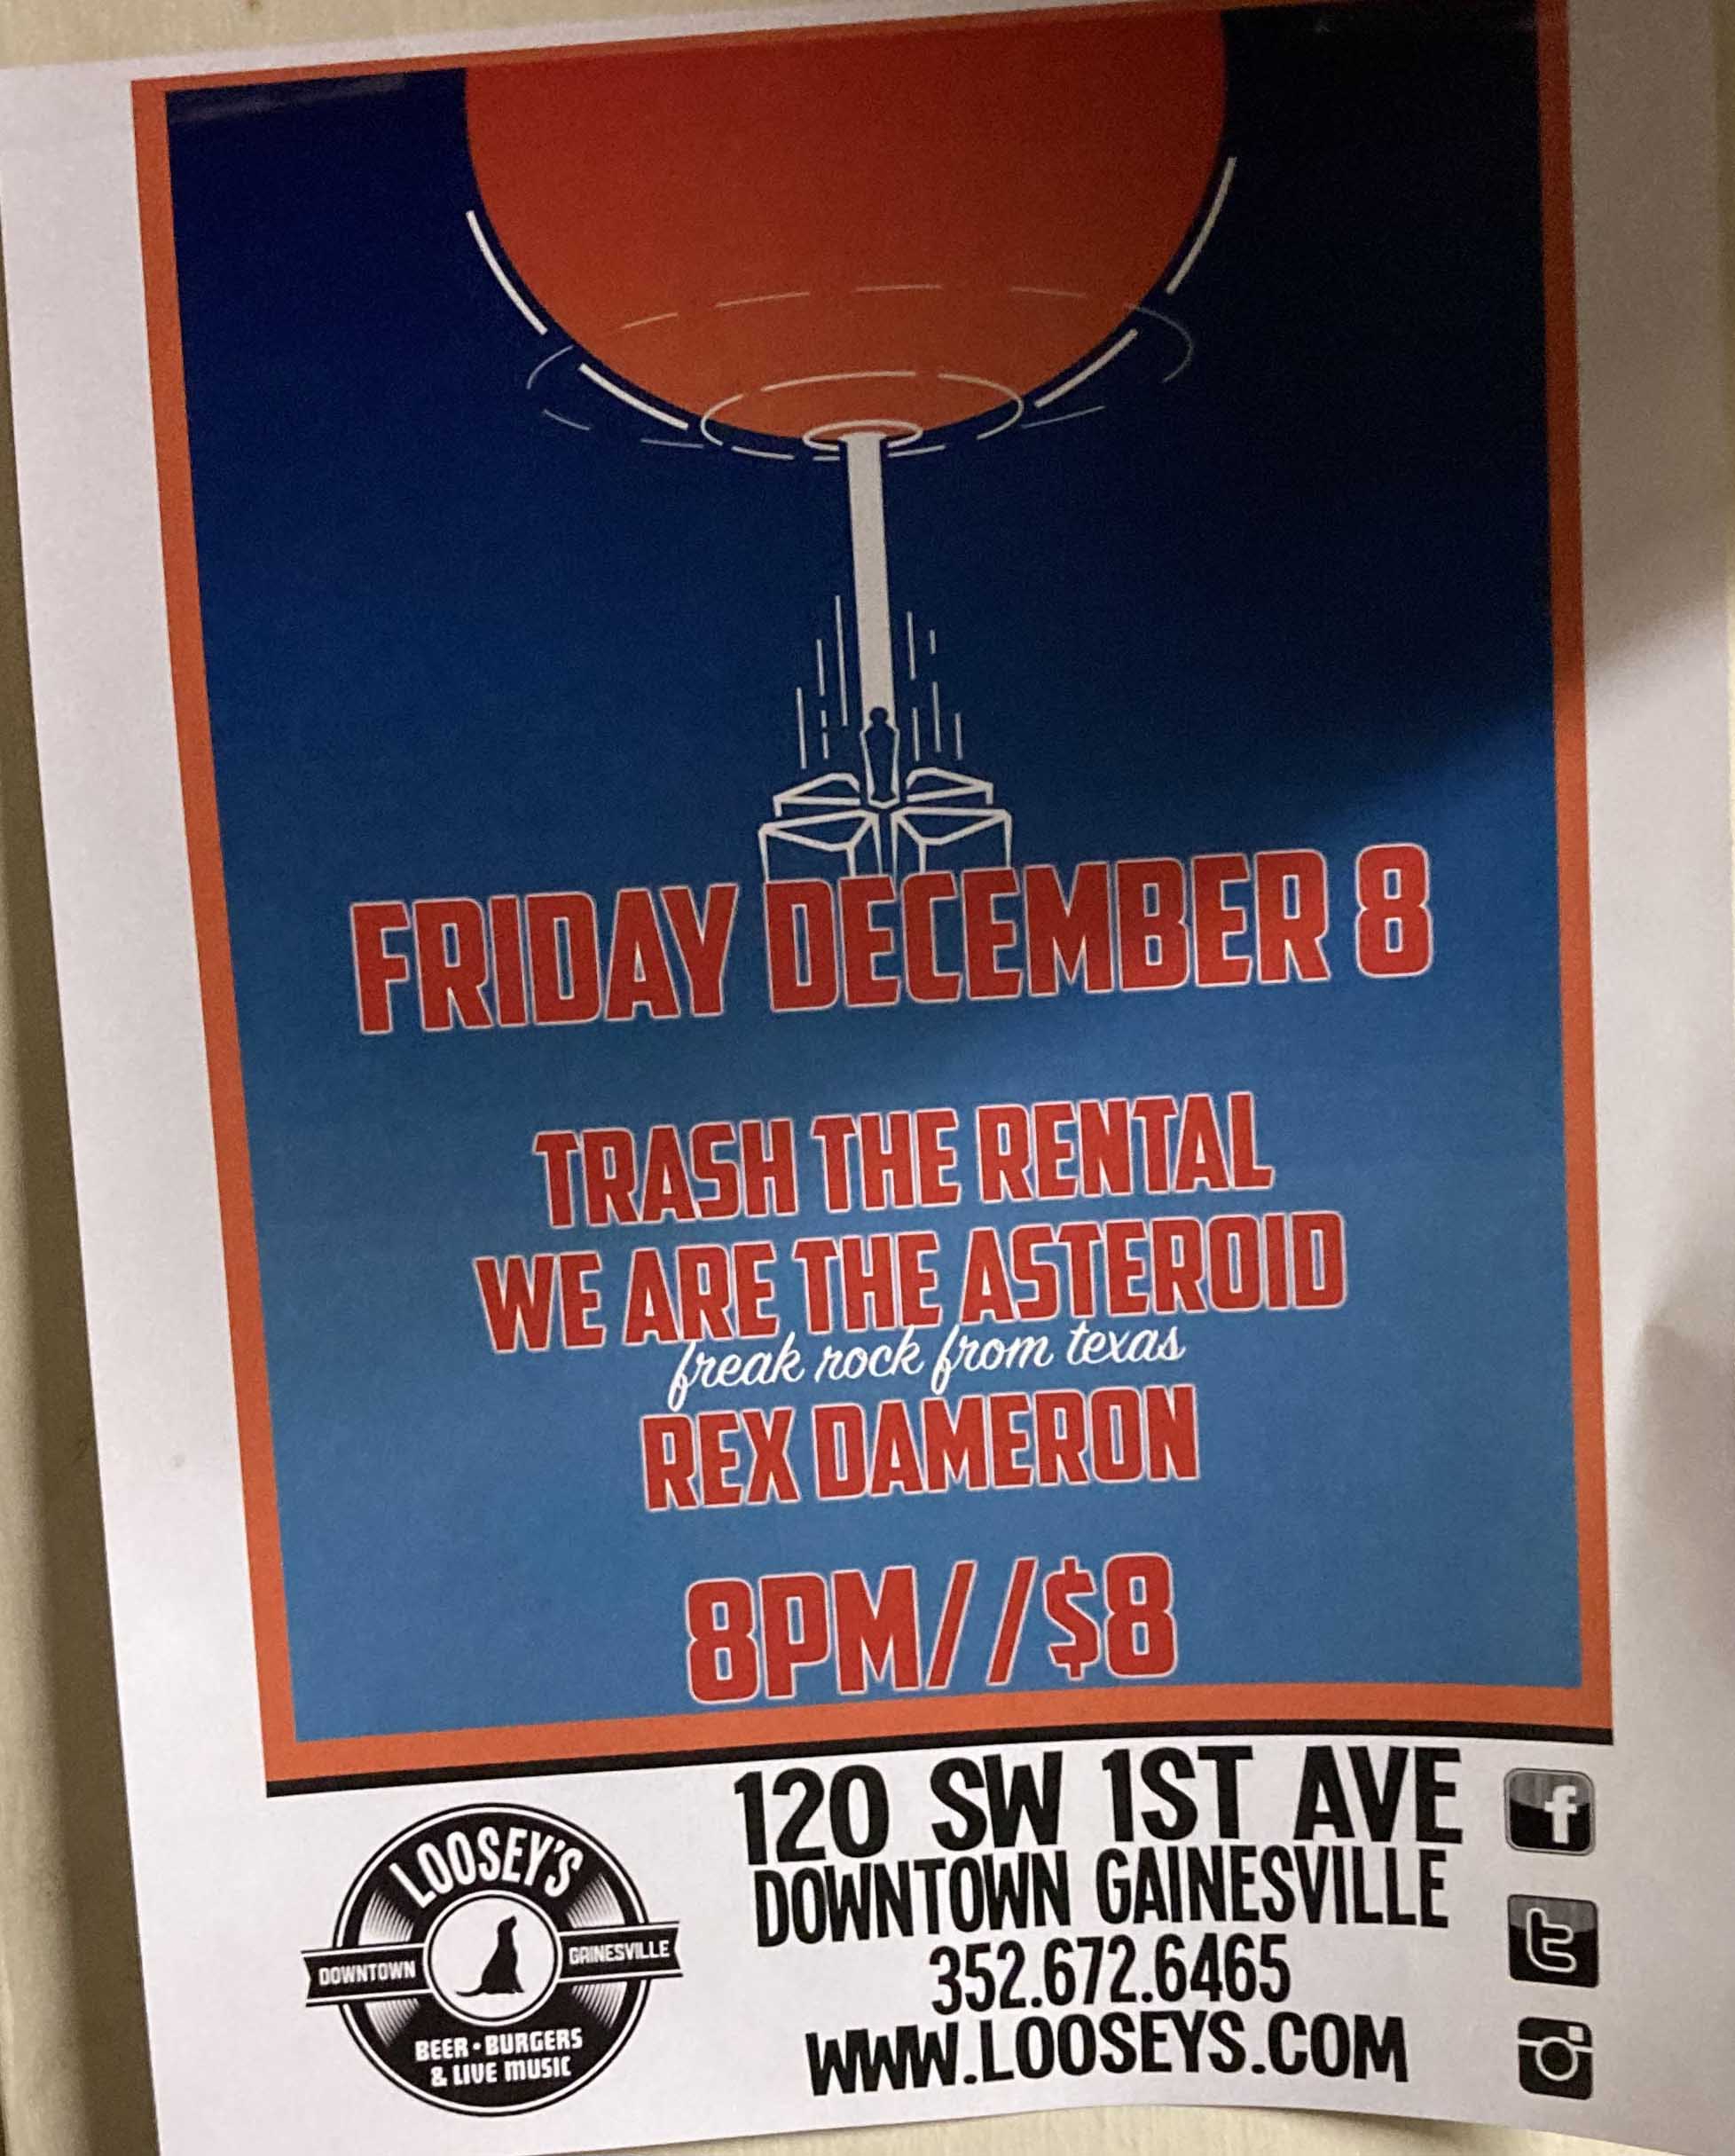 FRIDAY DECEMBER 8
TRASH THE RENTAL
WE ARE THE ASTEROID
freak rock from texas
REX DAMERON
8PM//$8
LOOSEY'S
DOWNTOWN GAINESVILLE
BEER • BURGERS
& LIVE MUSIC
120 SW 1ST AVE
DOWNTOWN GAINESVILLE
352.672.6465
WWW.LOOSEYS.COM
f
t